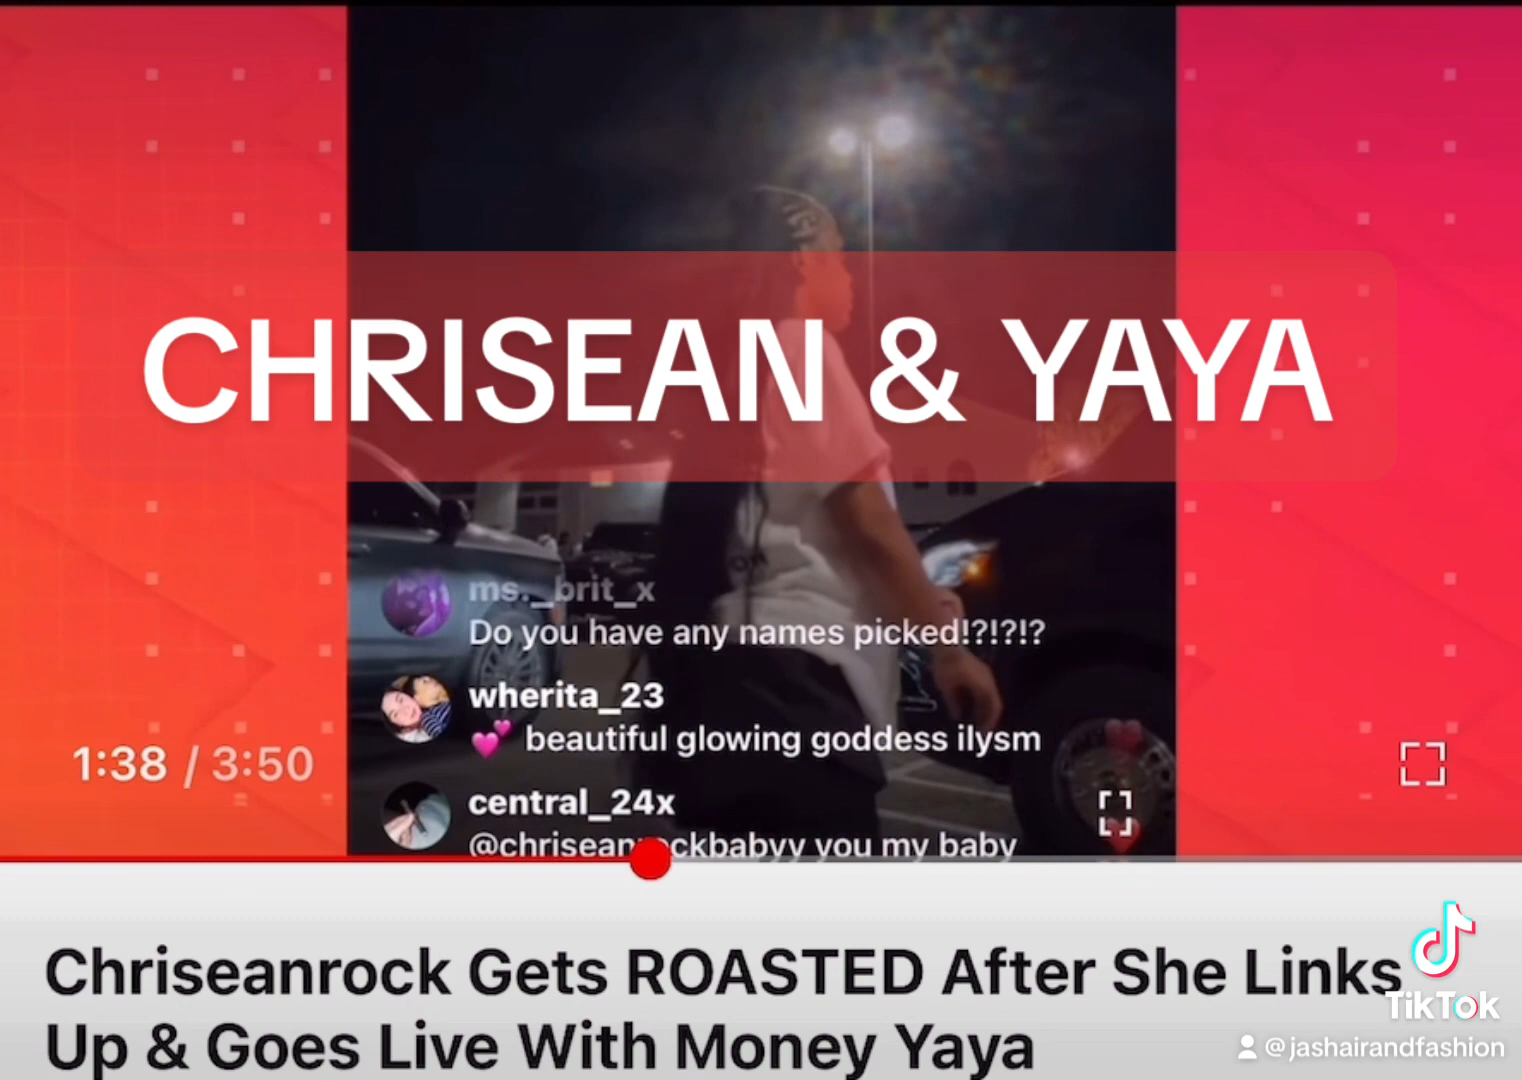 CHRISEAN & YAYA
ms._brit_x
Do you have any names picked!?!?!?
wherita_23
💕 beautiful glowing goddess ilysm
central_24x
@chriseanrockbabyy you my baby
1:38 / 3:50
Chriseanrock Gets ROASTED After She Links
Up & Goes Live With Money Yaya
TikTok
@jashairandfashion